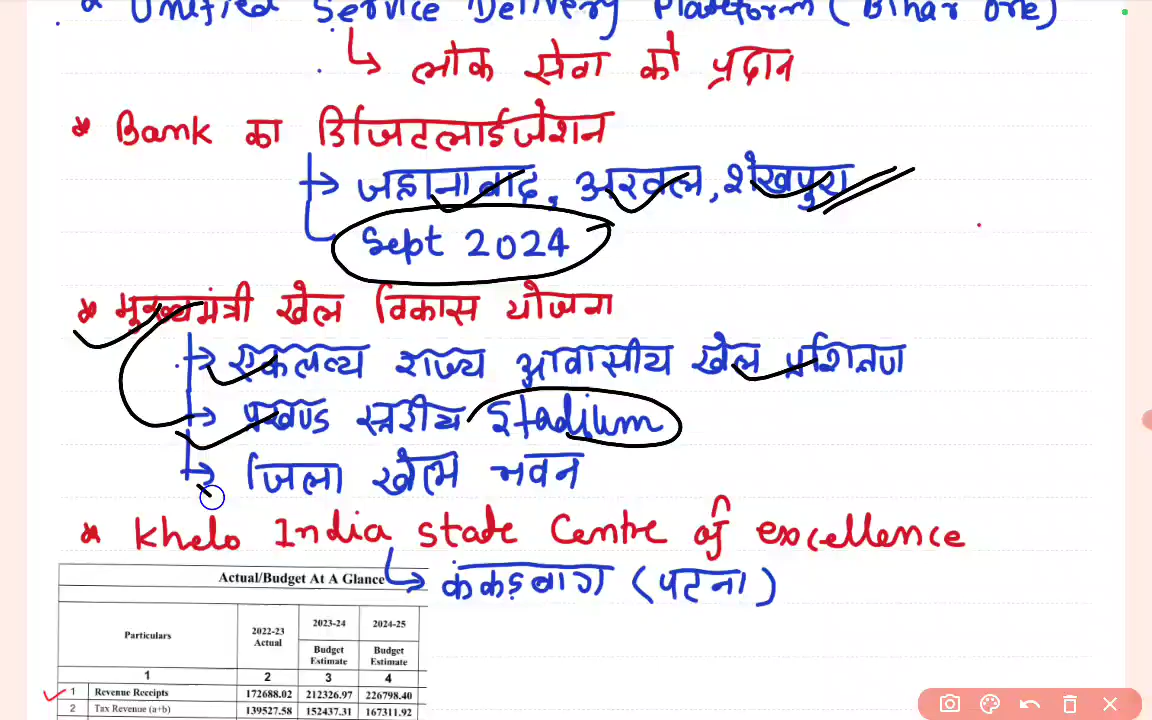 * Unified Service Delivery Platform (Bihar One)
↳ लोक सेवा को प्रदान
* Bank का डिजिटलाईजेशन
→ जहानाबाद, अरवल, शेखपुरा
Sept 2024
* मुख्यमंत्री खेल विकास योजना
→ एकलव्य राज्य आवासीय खेल प्रशिक्षण
→ प्रखण्ड स्तरीय Stadium
→ जिला खेल भवन
* Khelo India State Centre of excellence
↳ कंकड़बाग (पटना)
Actual/Budget At A Glance
Particulars 2022-23 Actual 2023-24 Budget Estimate 2024-25 Budget Estimate
1 2 3 4
1 Revenue Receipts 172688.02 212326.97 226798.40
2 Tax Revenue (a+b) 139527.58 152437.31 167311.92